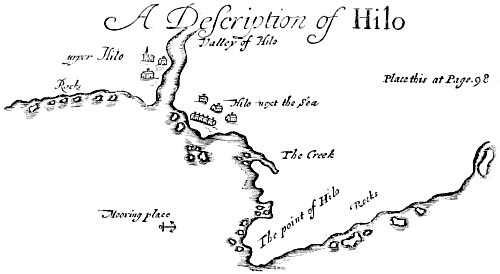 A Description of Hilo
Valley of Hilo
upper Hilo
Rocks
Place this at Page.98
Hilo next the Sea
The Creek
Mooring place
The point of Hilo
Rocks